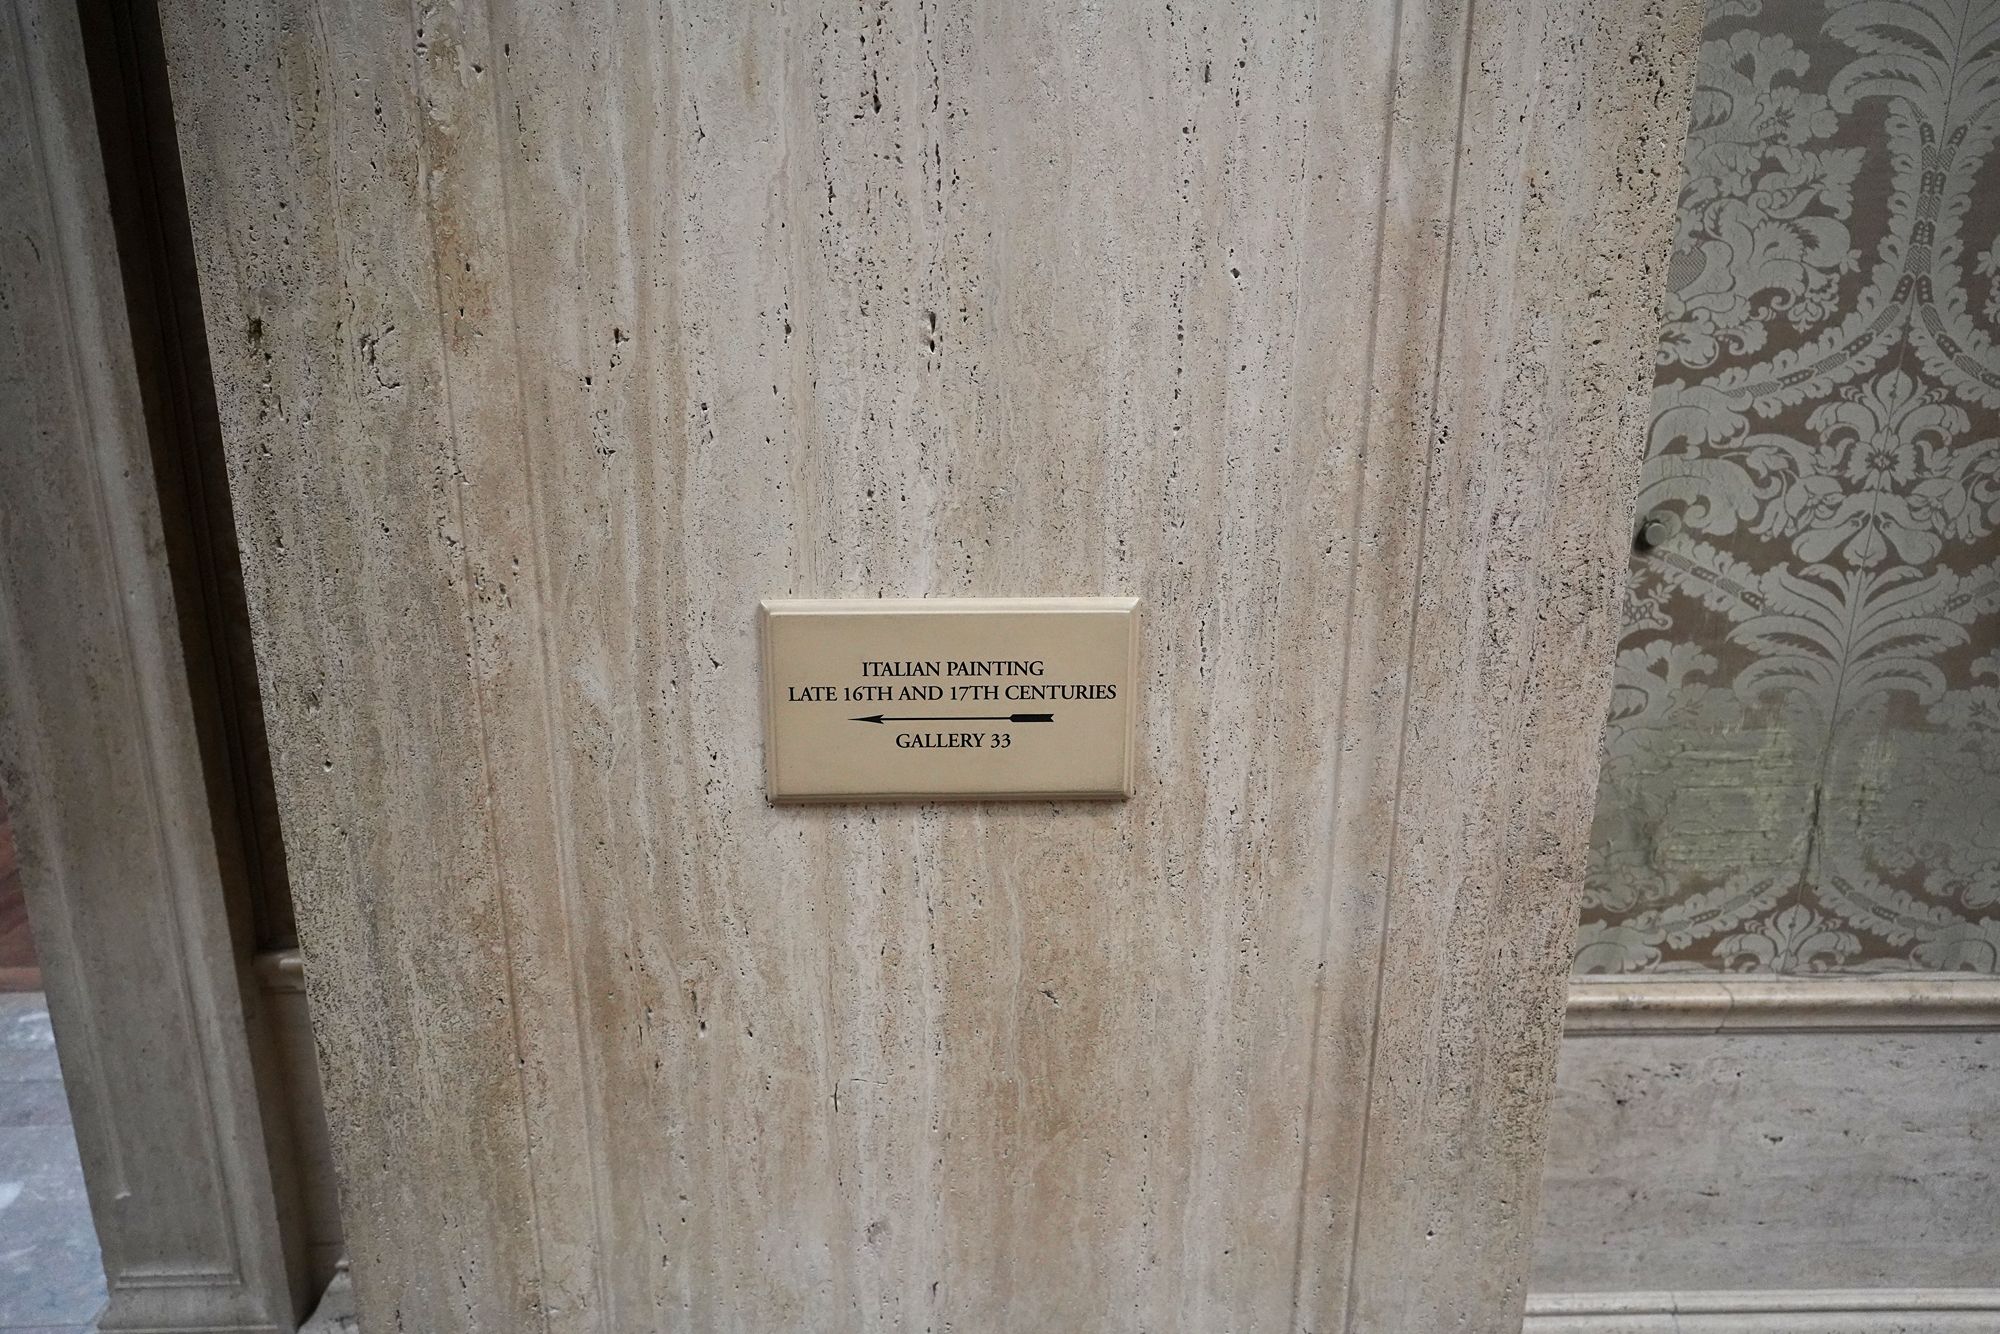 ITALIAN PAINTING
LATE 16TH AND 17TH CENTURIES
GALLERY 33